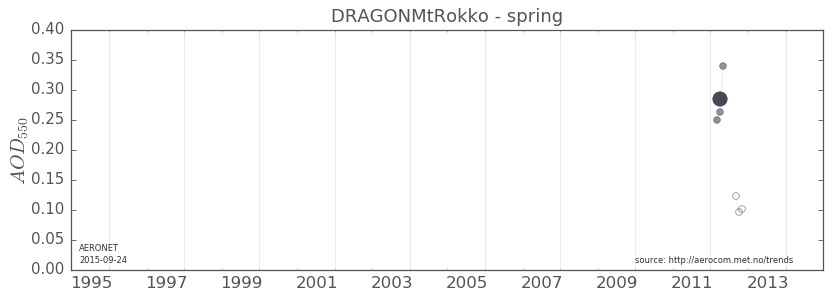 DRAGONMtRokko - spring
0.40
0.35
0.30
0.25
0.20
0.15
0.10
0.05
0.00
AOD550
AERONET
2015-09-24
source: http://aerocom.met.no/trends
1995 1997 1999 2001 2003 2005 2007 2009 2011 2013